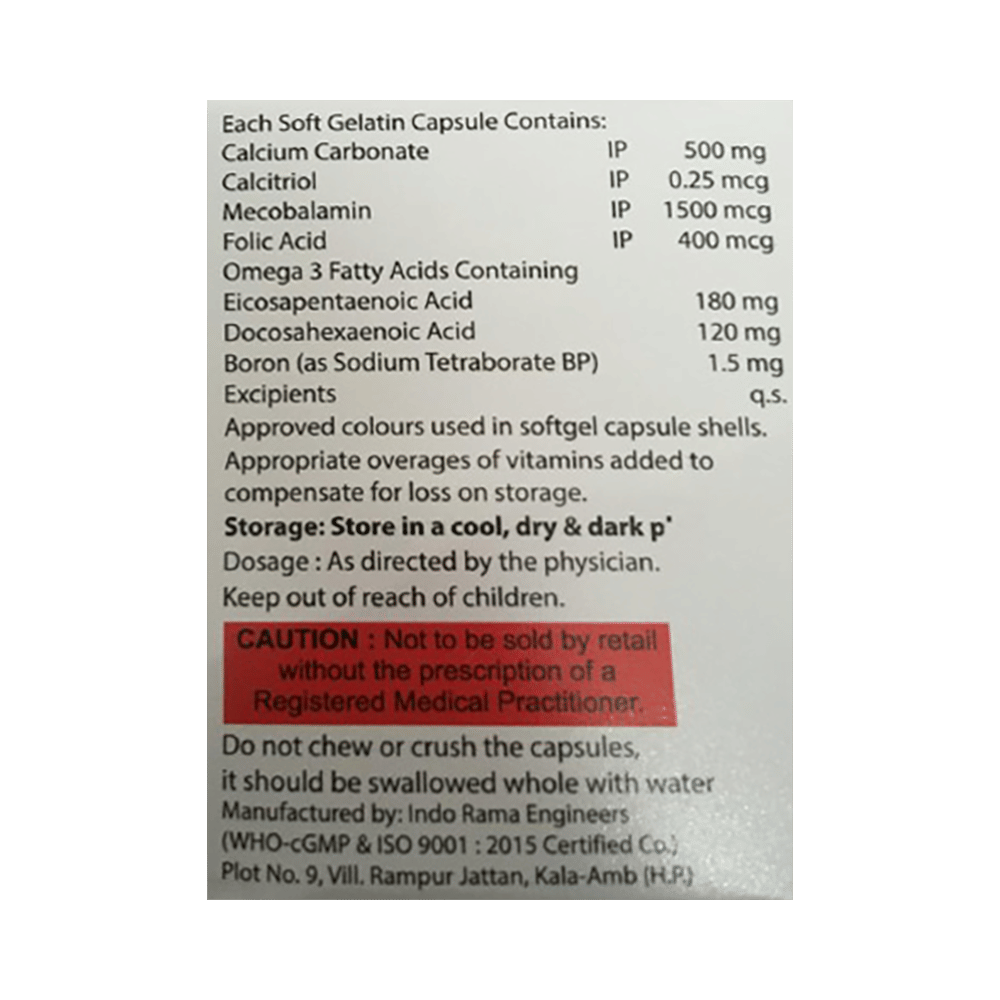 Each Soft Gelatin Capsule Contains:
Calcium Carbonate IP 500 mg
Calcitriol IP 0.25 mcg
Mecobalamin IP 1500 mcg
Folic Acid IP 400 mcg
Omega 3 Fatty Acids Containing
Eicosapentaenoic Acid 180 mg
Docosahexaenoic Acid 120 mg
Boron (as Sodium Tetraborate BP) 1.5 mg
Excipients q.s.
Approved colours used in softgel capsule shells.
Appropriate overages of vitamins added to
compensate for loss on storage.
Storage: Store in a cool, dry & dark
Dosage : As directed by the physician.
Keep out of reach of children.
CAUTION : Not to be sold by retail
without the prescription of a
Registered Medical Practitioner.
Do not chew or crush the capsules,
it should be swallowed whole with water
Manufactured by: Indo Rama Engineers
(WHO-cGMP & ISO 9001 : 2015 Certified Co.)
Plot No. 9, Vill. Rampur Jattan, Kala-Amb (H.P.)